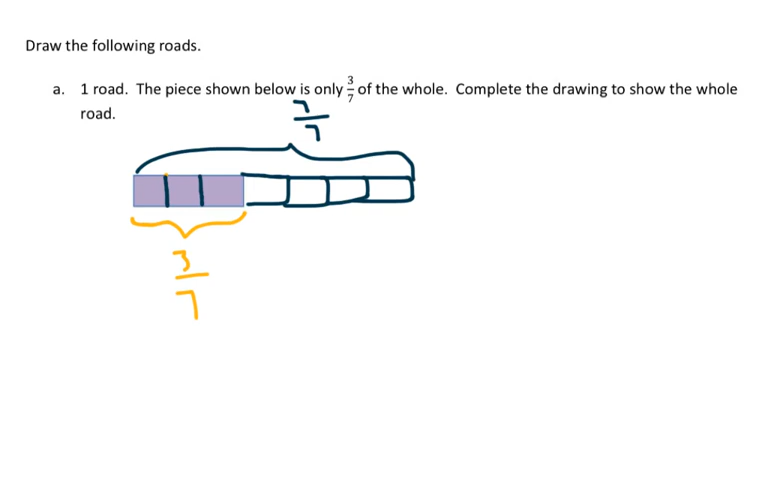 Draw the following roads.
a. 1 road. The piece shown below is only 3/7 of the whole. Complete the drawing to show the whole
road.
7/7
3/7